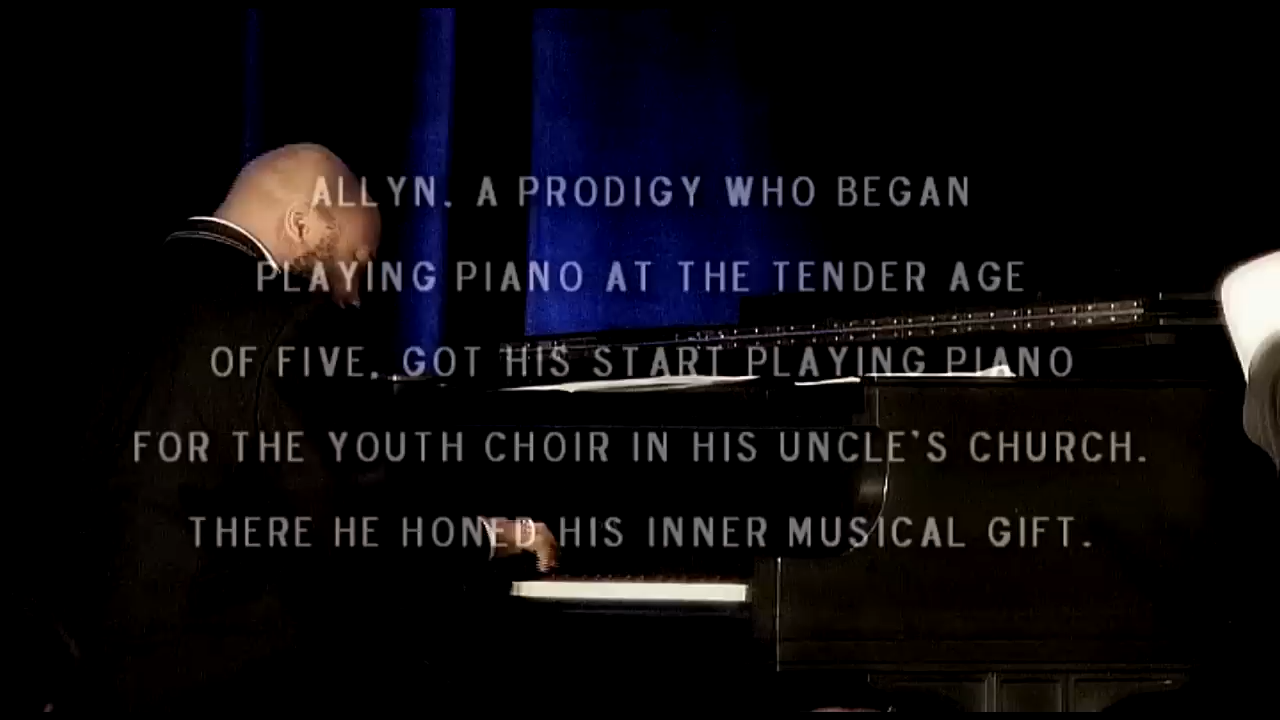 ALLYN. A PRODIGY WHO BEGAN
PLAYING PIANO AT THE TENDER AGE
OF FIVE, GOT HIS START PLAYING PIANO
FOR THE YOUTH CHOIR IN HIS UNCLE'S CHURCH.
THERE HE HONED HIS INNER MUSICAL GIFT.